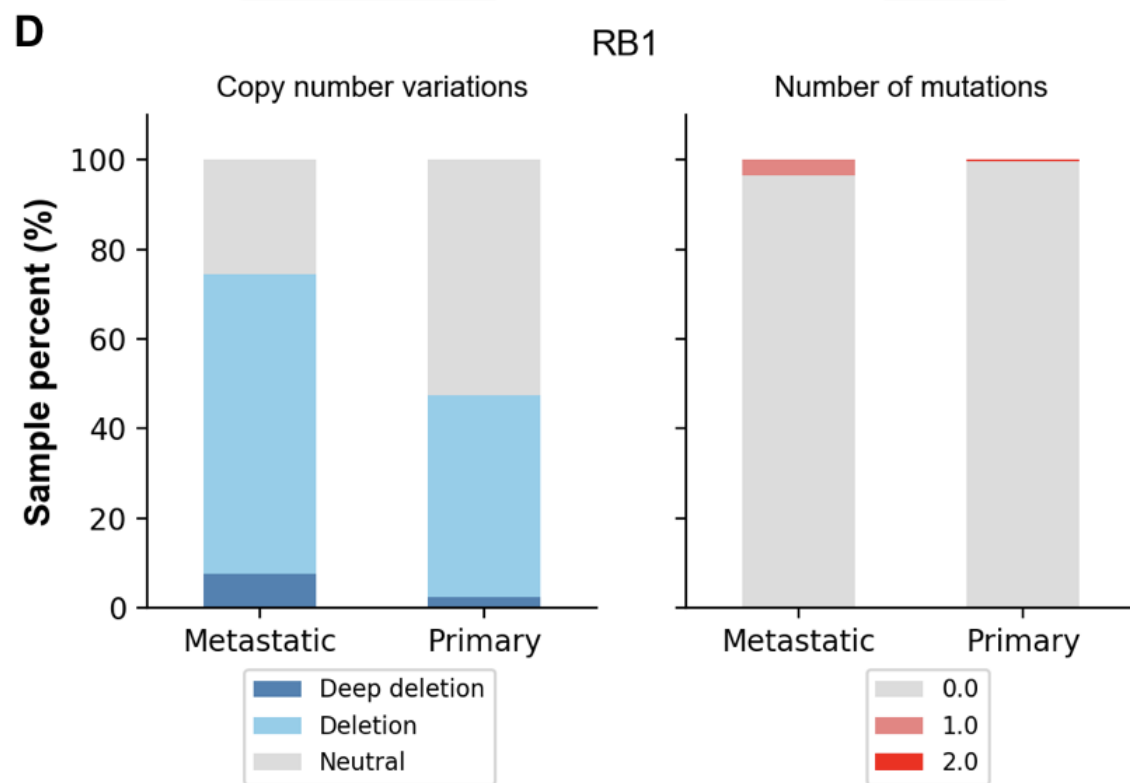 D
RB1
Copy number variations
Number of mutations
Sample percent (%)
100
80
60
40
20
0
Metastatic
Primary
Metastatic
Primary
Deep deletion
Deletion
Neutral
0.0
1.0
2.0